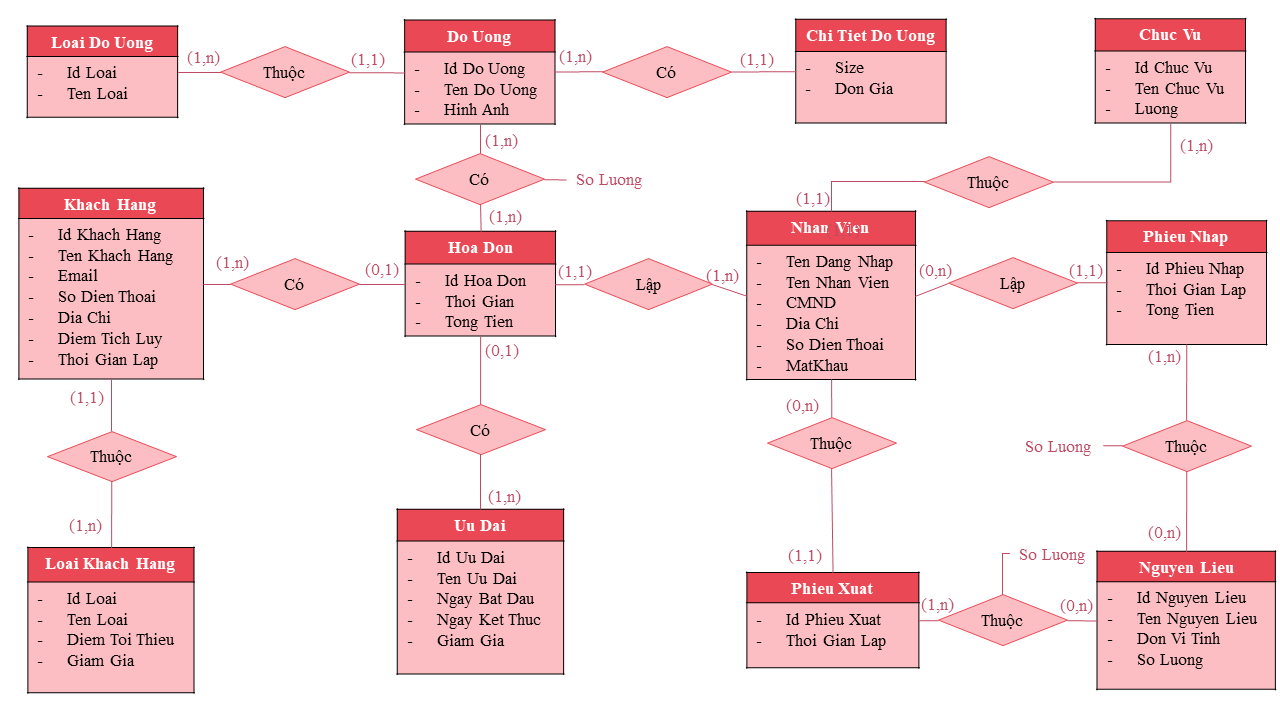 Loai Do Uong
- Id Loai
- Ten Loai
(1,n)
Thuộc
(1,1)
Do Uong
- Id Do Uong
- Ten Do Uong
- Hinh Anh
(1,n)
Có
(1,1)
Chi Tiet Do Uong
- Size
- Don Gia
Chuc Vu
- Id Chuc Vu
- Ten Chuc Vu
- Luong
(1,n)
Có
So Luong
(1,n)
(1,n)
Thuộc
(1,1)
Khach Hang
- Id Khach Hang
- Ten Khach Hang
- Email
- So Dien Thoai
- Dia Chi
- Diem Tich Luy
- Thoi Gian Lap
(1,n)
Có
(0,1)
Hoa Don
- Id Hoa Don
- Thoi Gian
- Tong Tien
(1,1)
Lập
(1,n)
Nhan Vien
- Ten Dang Nhap
- Ten Nhan Vien
- CMND
- Dia Chi
- So Dien Thoai
- MatKhau
(0,n)
Lập
(1,1)
Phieu Nhap
- Id Phieu Nhap
- Thoi Gian Lap
- Tong Tien
(1,1)
Thuộc
(1,n)
(0,1)
Có
(1,n)
(0,n)
Thuộc
(1,1)
(1,n)
So Luong
Thuộc
(0,n)
Loai Khach Hang
- Id Loai
- Ten Loai
- Diem Toi Thieu
- Giam Gia
Uu Dai
- Id Uu Dai
- Ten Uu Dai
- Ngay Bat Dau
- Ngay Ket Thuc
- Giam Gia
Phieu Xuat
- Id Phieu Xuat
- Thoi Gian Lap
(1,n)
So Luong
Thuộc
(0,n)
Nguyen Lieu
- Id Nguyen Lieu
- Ten Nguyen Lieu
- Don Vi Tinh
- So Luong